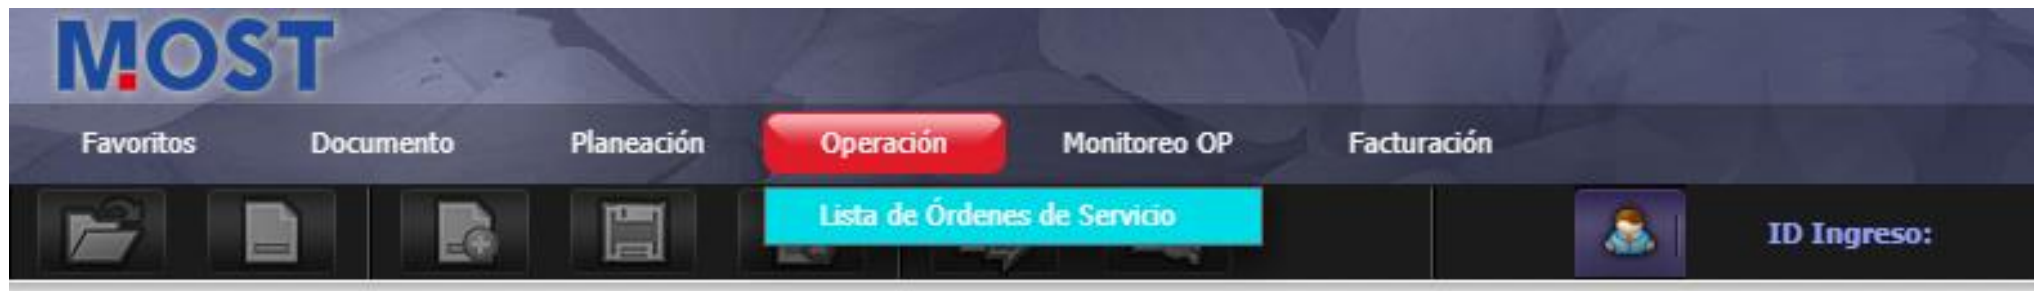 MOST
Favoritos Documento Planeación Operación Monitoreo OP Facturación
Lista de Órdenes de Servicio
ID Ingreso: